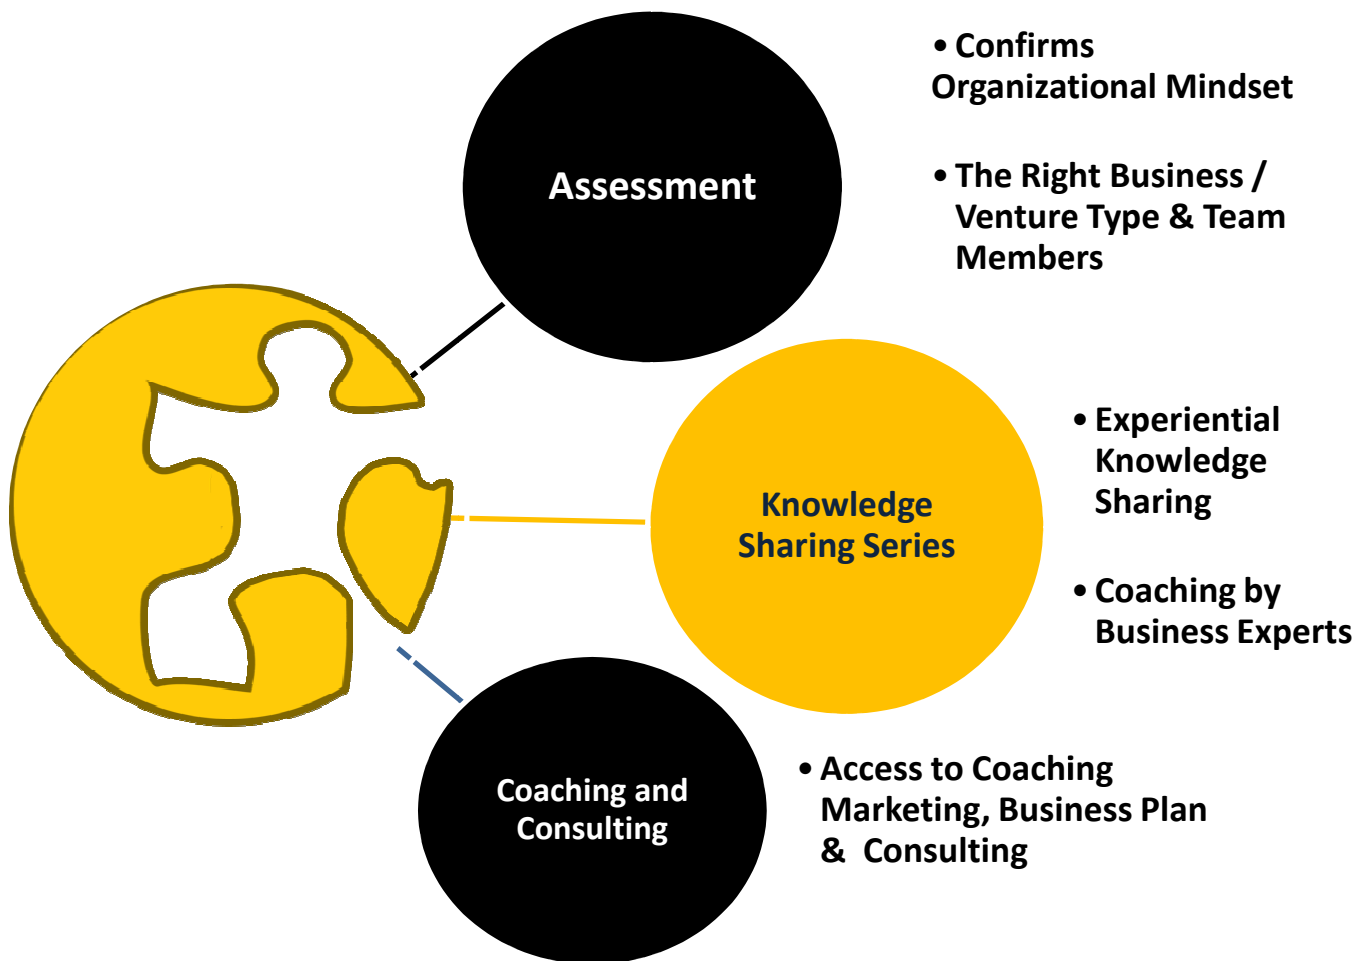 Assessment
• Confirms
Organizational Mindset
• The Right Business /
Venture Type & Team
Members
Knowledge
Sharing Series
• Experiential
Knowledge
Sharing
• Coaching by
Business Experts
Coaching and
Consulting
• Access to Coaching
Marketing, Business Plan
& Consulting